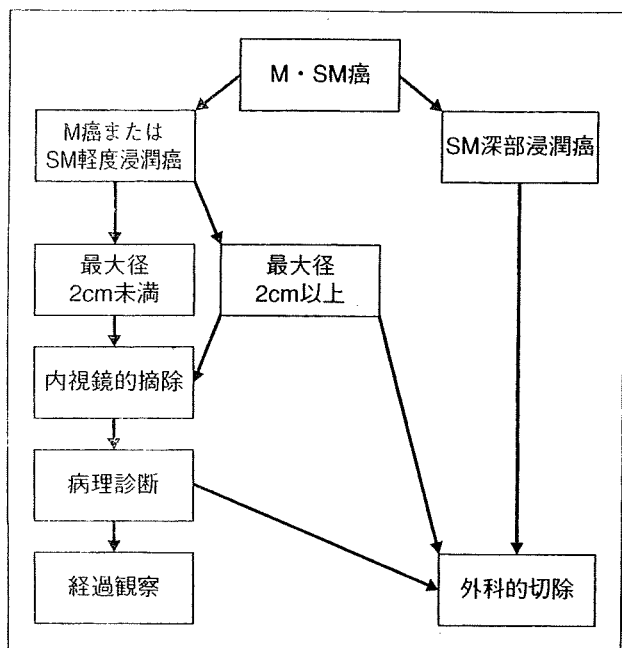 M・SM癌
M癌または
SM軽度浸潤癌
SM深部浸潤癌
最大径
2cm未満
最大径
2cm以上
内視鏡的摘除
病理診断
経過観察
外科的切除